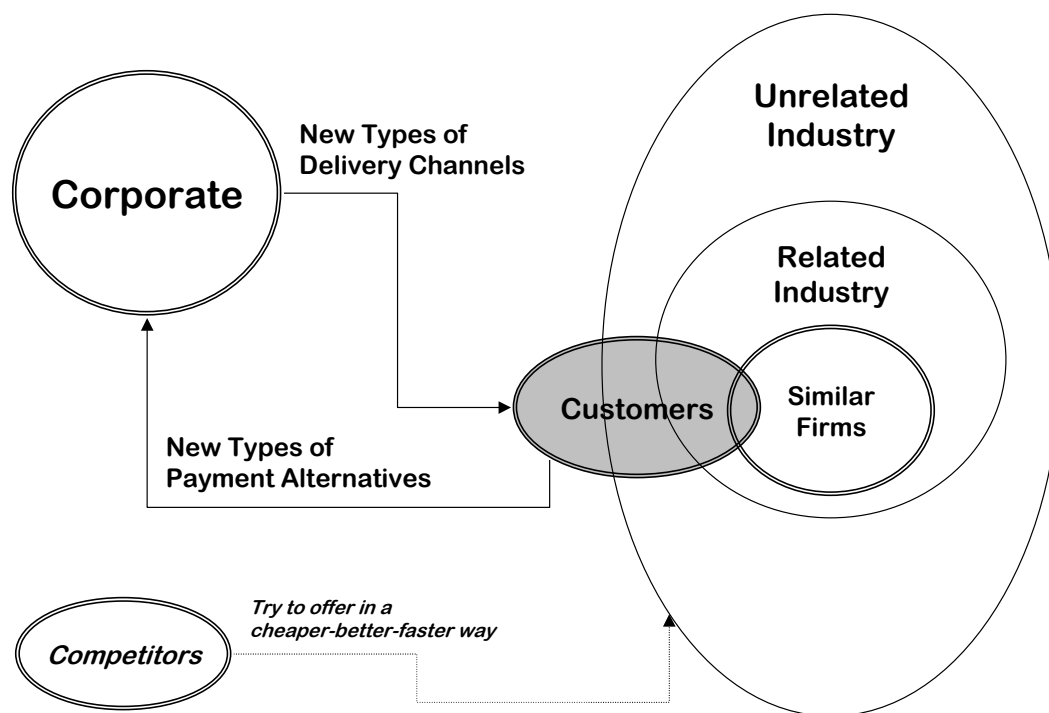 Unrelated
Industry
New Types of
Delivery Channels
Corporate
Related
Industry
Customers
Similar
Firms
New Types of
Payment Alternatives
Try to offer in a
cheaper-better-faster way
Competitors